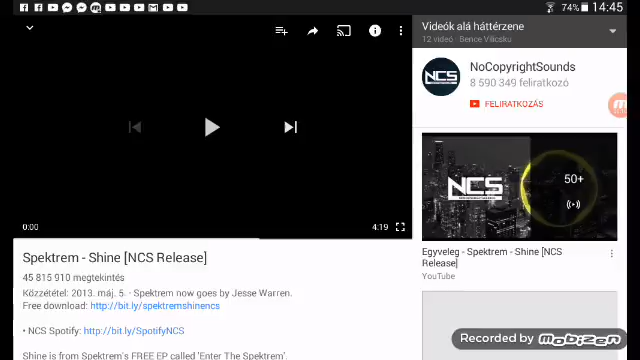 74% 14:45
0:00
4:19
Spektrem - Shine [NCS Release]
45 815 910 megtekintés
Közzététel: 2013. máj. 5. · Spektrem now goes by Jesse Warren.
Free download: http://bit.ly/spektremshinencs
• NCS Spotify: http://bit.ly/SpotifyNCS
Shine is from Spektrem's FREE EP called 'Enter The Spektrem'.
Videók alá háttérzene
12 videó · Bence Vilicsku
NCS
NoCopyrightSounds
8 590 349 feliratkozó
FELIRATKOZÁS
NCS
50+
Egyveleg - Spektrem - Shine [NCS
Release]
YouTube
Recorded by MOBIZEN